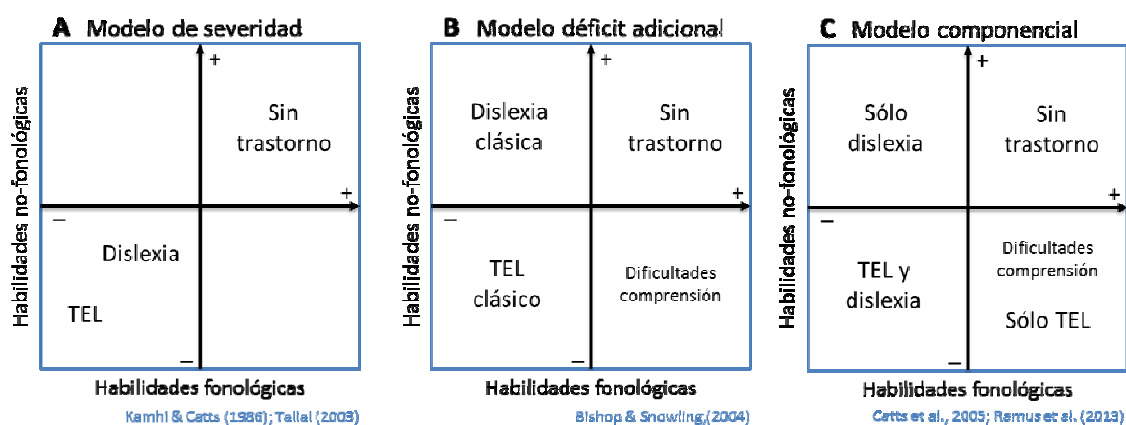 A Modelo de severidad
Habilidades no-fonológicas
+
Sin
trastorno
+
–
Dislexia
TEL
–
Habilidades fonológicas
Kamhi & Catts (1986); Tallal (2003)
B Modelo déficit adicional
Habilidades no-fonológicas
+
Dislexia
clásica
Sin
trastorno
+
–
TEL
clásico
Dificultades
comprensión
–
Habilidades fonológicas
Bishop & Snowling,(2004)
C Modelo componencial
Habilidades no-fonológicas
+
Sólo
dislexia
Sin
trastorno
+
–
TEL y
dislexia
Dificultades
comprensión
Sólo TEL
–
Habilidades fonológicas
Catts et al., 2005; Ramus et al. (2013)